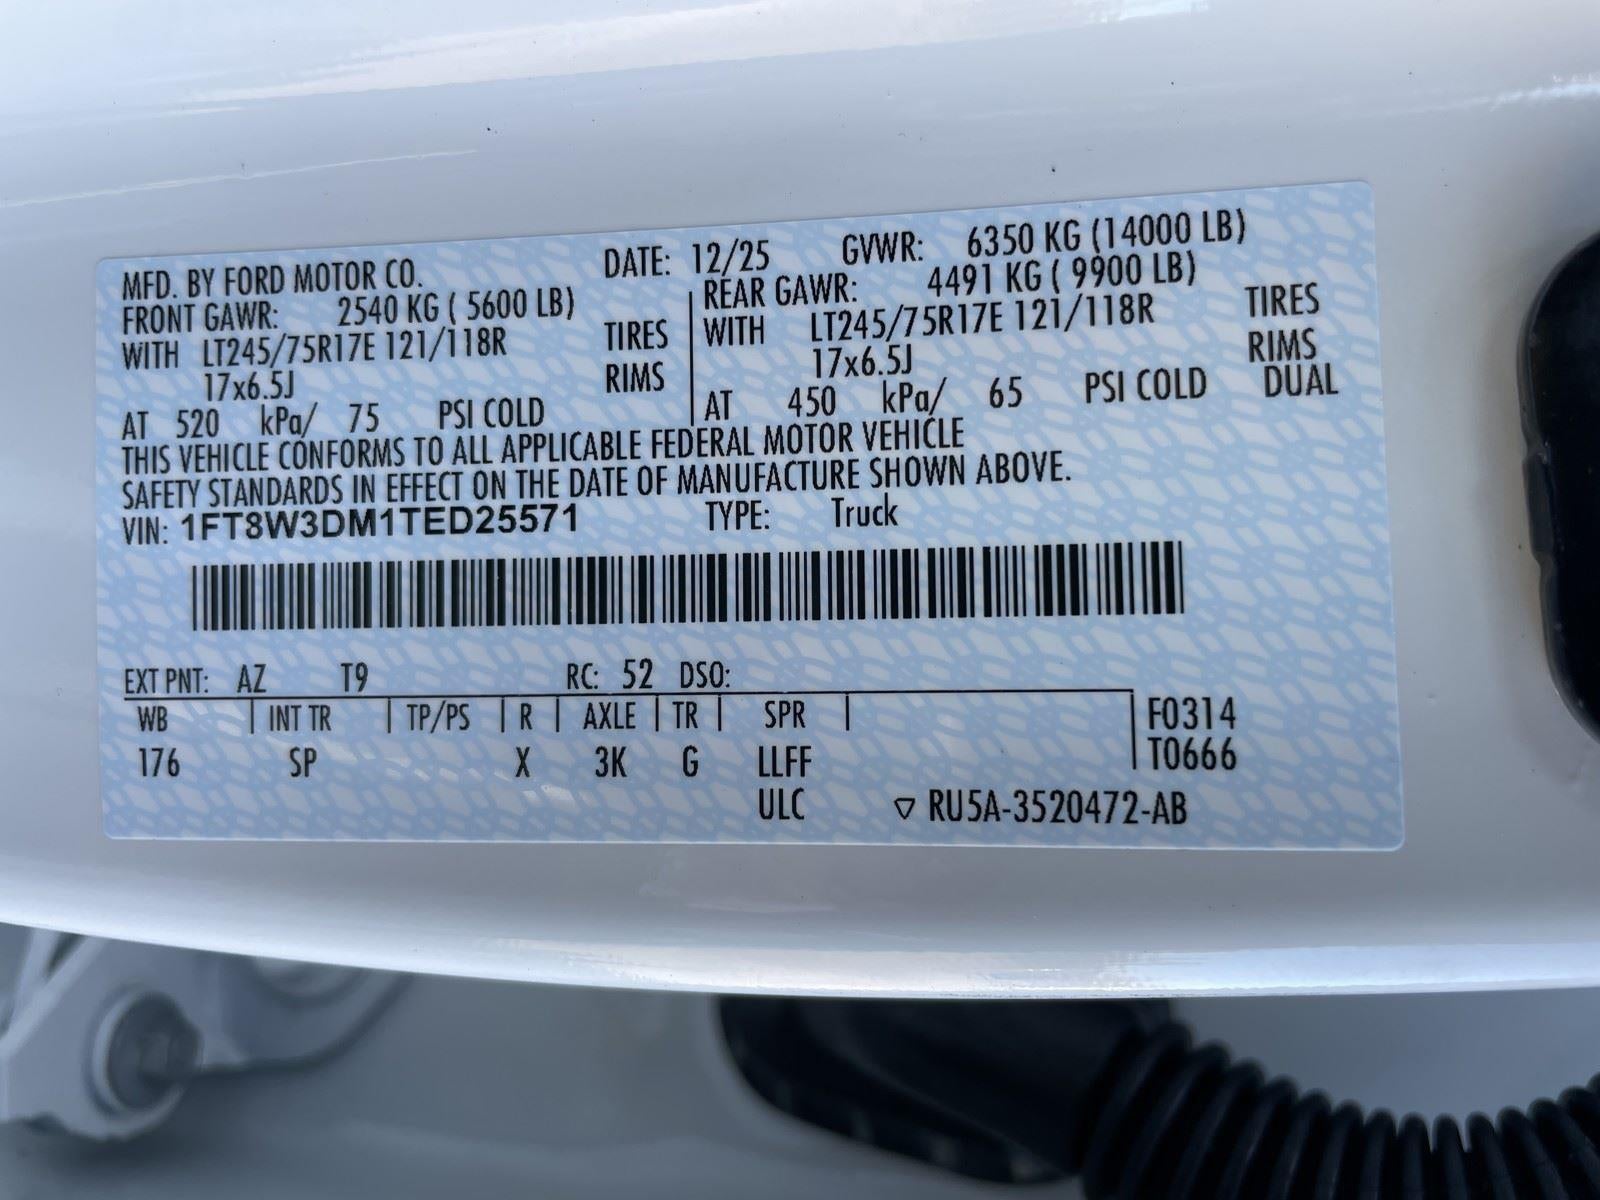 MFD. BY FORD MOTOR CO. DATE: 12/25 GVWR: 6350 KG (14000 LB)
FRONT GAWR: 2540 KG ( 5600 LB) REAR GAWR: 4491 KG ( 9900 LB)
WITH LT245/75R17E 121/118R TIRES WITH LT245/75R17E 121/118R TIRES
17x6.5J RIMS 17x6.5J RIMS
AT 520 kPa/ 75 PSI COLD AT 450 kPa/ 65 PSI COLD DUAL
THIS VEHICLE CONFORMS TO ALL APPLICABLE FEDERAL MOTOR VEHICLE
SAFETY STANDARDS IN EFFECT ON THE DATE OF MANUFACTURE SHOWN ABOVE.
VIN: 1FT8W3DM1TED25571 TYPE: Truck
EXT PNT: AZ T9 RC: 52 DSO:
WB INT TR TP/PS R AXLE TR SPR F0314
176 SP X 3K G LLFF T0666
ULC ▽ RU5A-3520472-AB